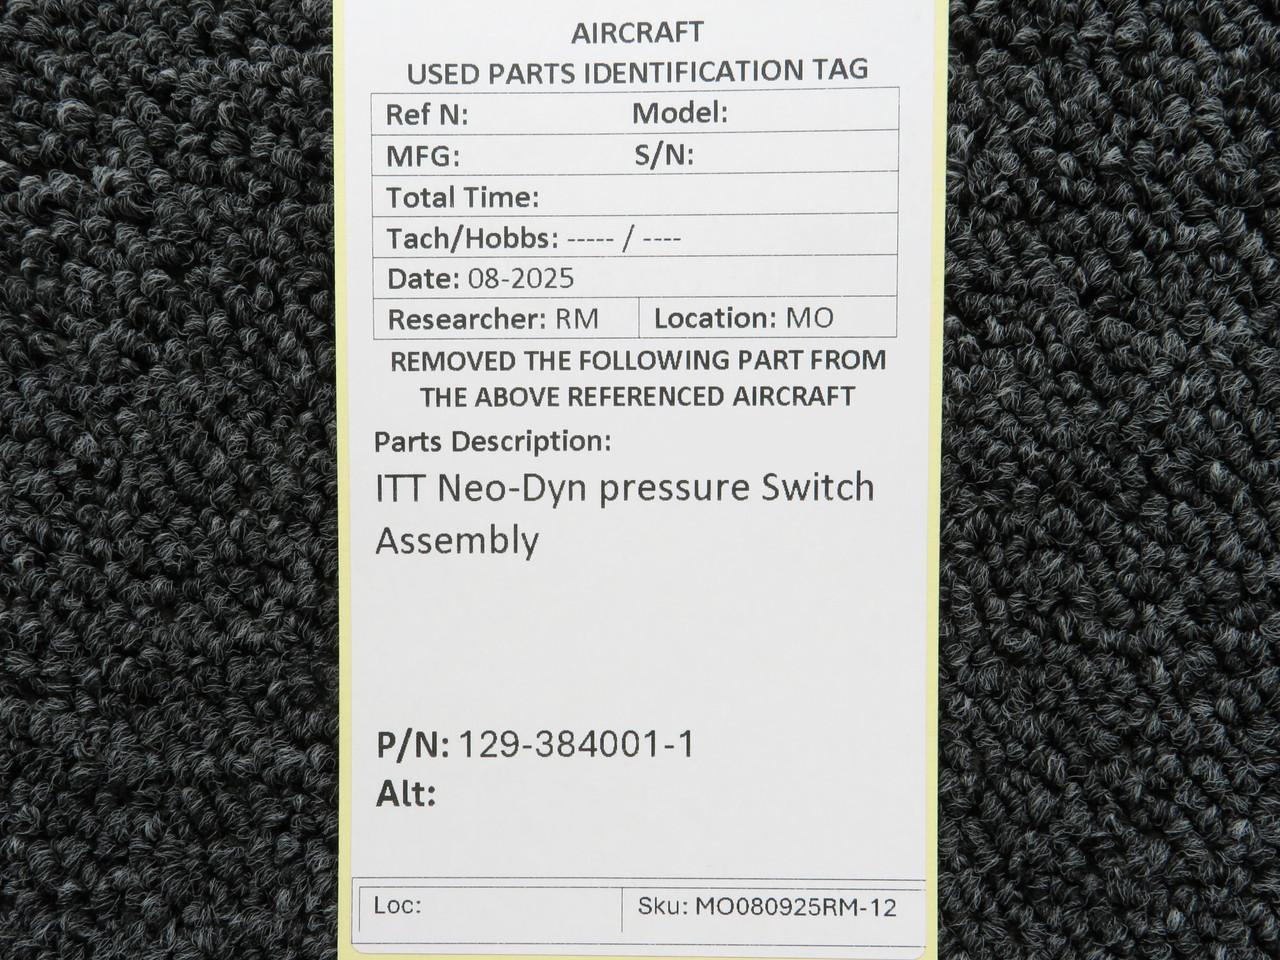 AIRCRAFT
USED PARTS IDENTIFICATION TAG
Ref N: Model:
MFG: S/N:
Total Time:
Tach/Hobbs: ----- / ----
Date: 08-2025
Researcher: RM Location: MO
REMOVED THE FOLLOWING PART FROM
THE ABOVE REFERENCED AIRCRAFT
Parts Description:
ITT Neo-Dyn pressure Switch
Assembly
P/N: 129-384001-1
Alt:
Loc: Sku: MO080925RM-12